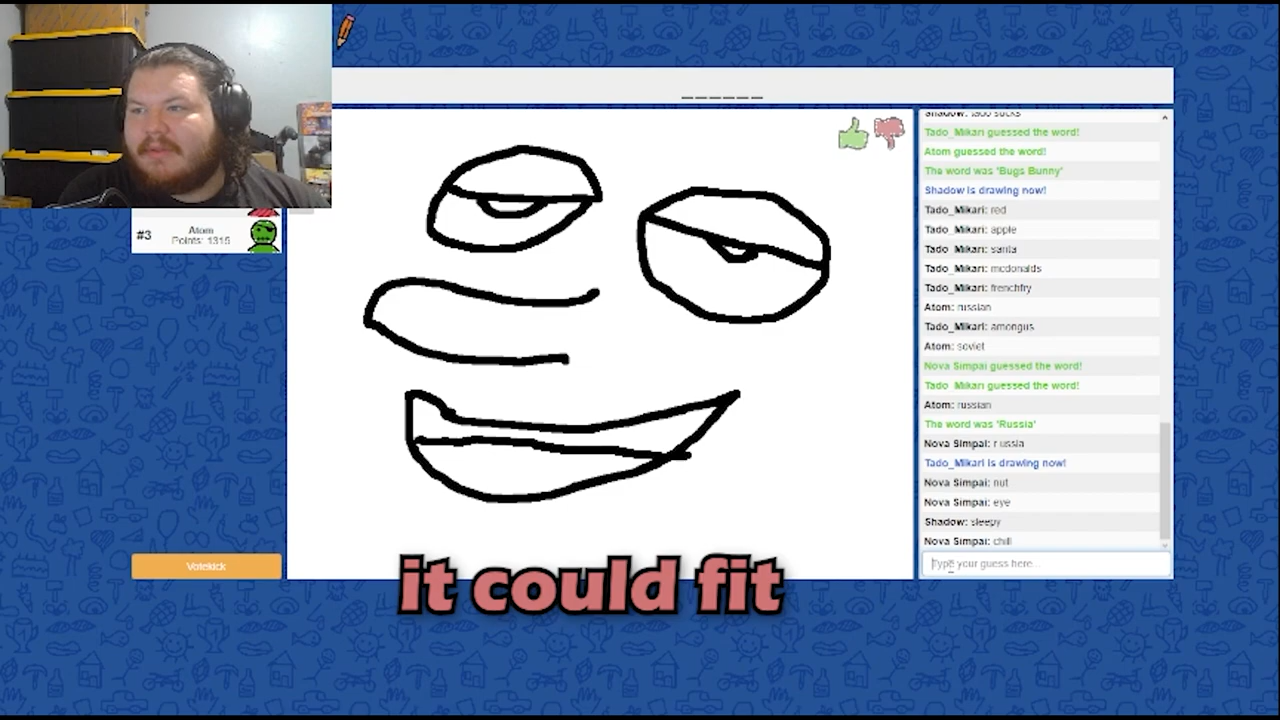 ______
Shadow: tado sucks
Tado_Mikari guessed the word!
Atom guessed the word!
The word was 'Bugs Bunny'
Shadow is drawing now!
Tado_Mikari: red
Tado_Mikari: apple
Tado_Mikari: santa
Tado_Mikari: mcdonalds
Tado_Mikari: frenchfry
Atom: russian
Tado_Mikari: amongus
Atom: soviet
Nova Simpai guessed the word!
Tado_Mikari guessed the word!
Atom: russian
The word was 'Russia'
Nova Simpai: r ussia
Tado_Mikari is drawing now!
Nova Simpai: nut
Nova Simpai: eye
Shadow: sleepy
Nova Simpai: chill
Type your guess here...
#3
Atom
Points: 1315
Votekick
it could fit